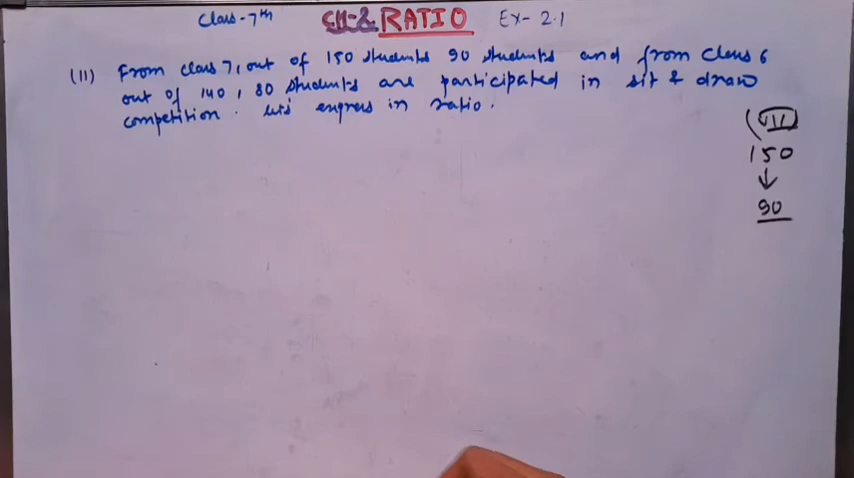 Class-7th CH-2 RATIO Ex-2.1
(11) From class 7, out of 150 students 90 students and from Class 6
out of 140, 80 students are participated in sit & draw
competition. let's express in ratio.
(VII)
150
↓
90